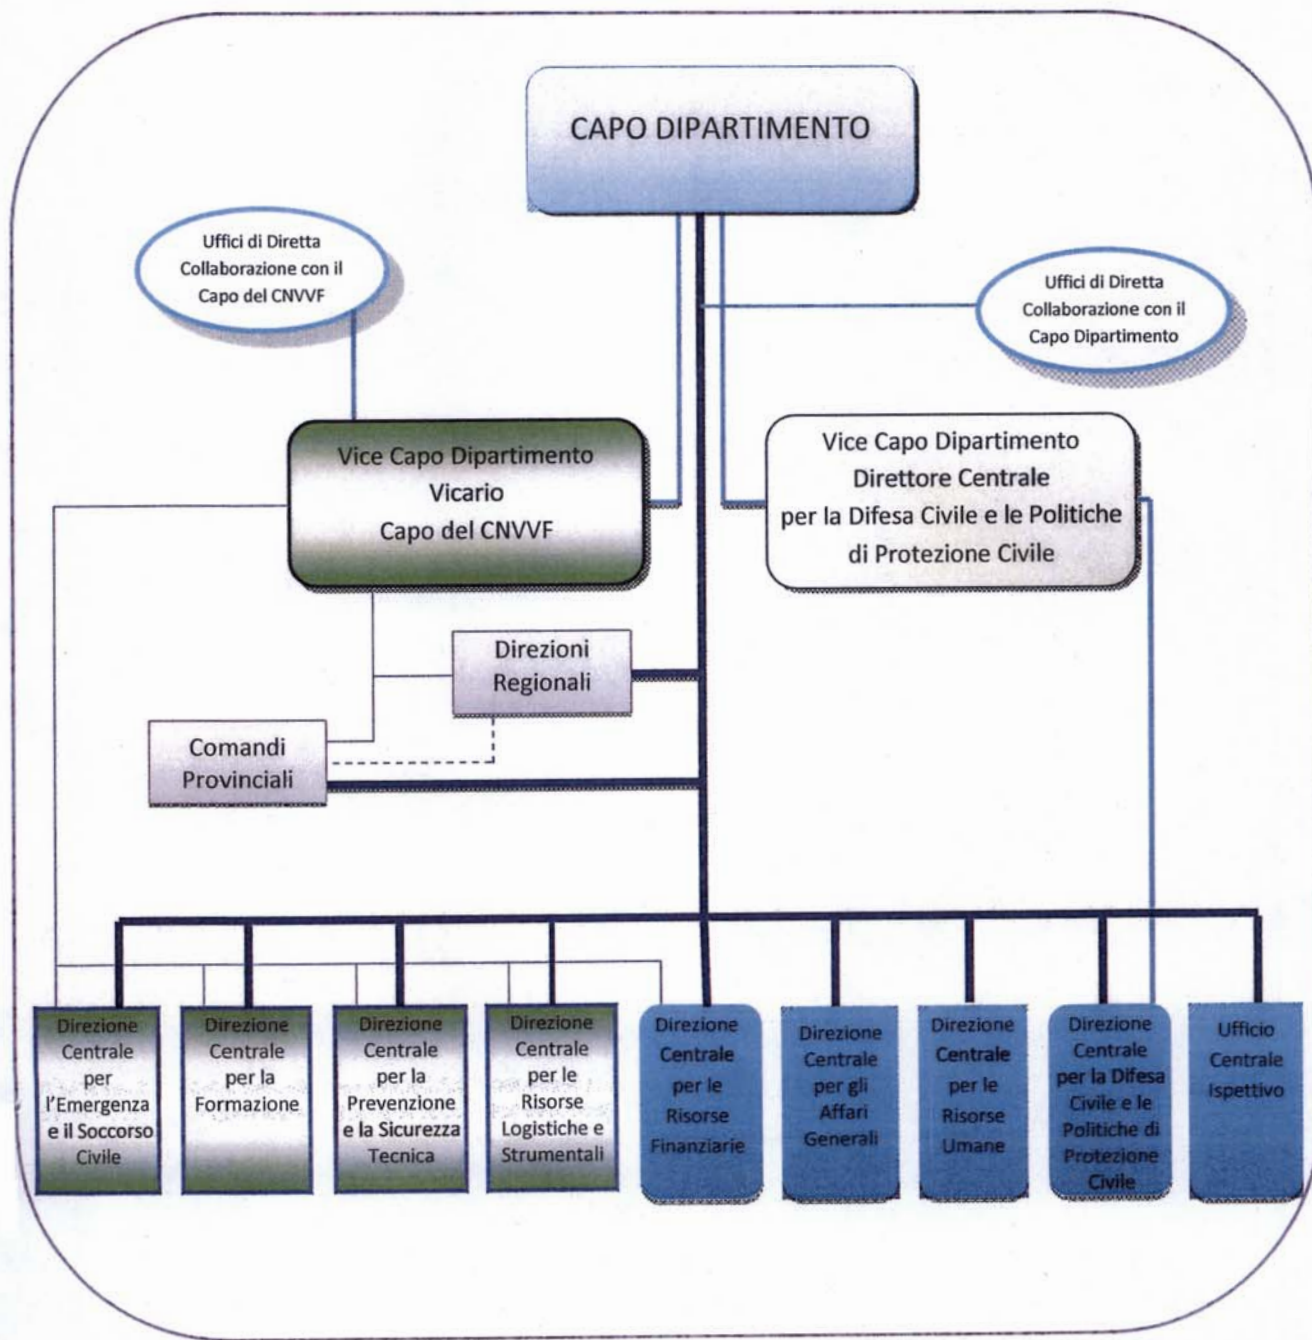 CAPO DIPARTIMENTO
Uffici di Diretta
Collaborazione con il
Capo del CNVVF
Uffici di Diretta
Collaborazione con il
Capo Dipartimento
Vice Capo Dipartimento
Vicario
Capo del CNVVF
Vice Capo Dipartimento
Direttore Centrale
per la Difesa Civile e le Politiche
di Protezione Civile
Direzioni
Regionali
Comandi
Provinciali
Direzione
Centrale
per
l'Emergenza
e il Soccorso
Civile
Direzione
Centrale
per la
Formazione
Direzione
Centrale
per la
Prevenzione
e la Sicurezza
Tecnica
Direzione
Centrale
per le
Risorse
Logistiche e
Strumentali
Direzione
Centrale
per le
Risorse
Finanziarie
Direzione
Centrale
per gli
Affari
Generali
Direzione
Centrale
per le
Risorse
Umane
Direzione
Centrale
per la Difesa
Civile e le
Politiche di
Protezione
Civile
Ufficio
Centrale
Ispettivo